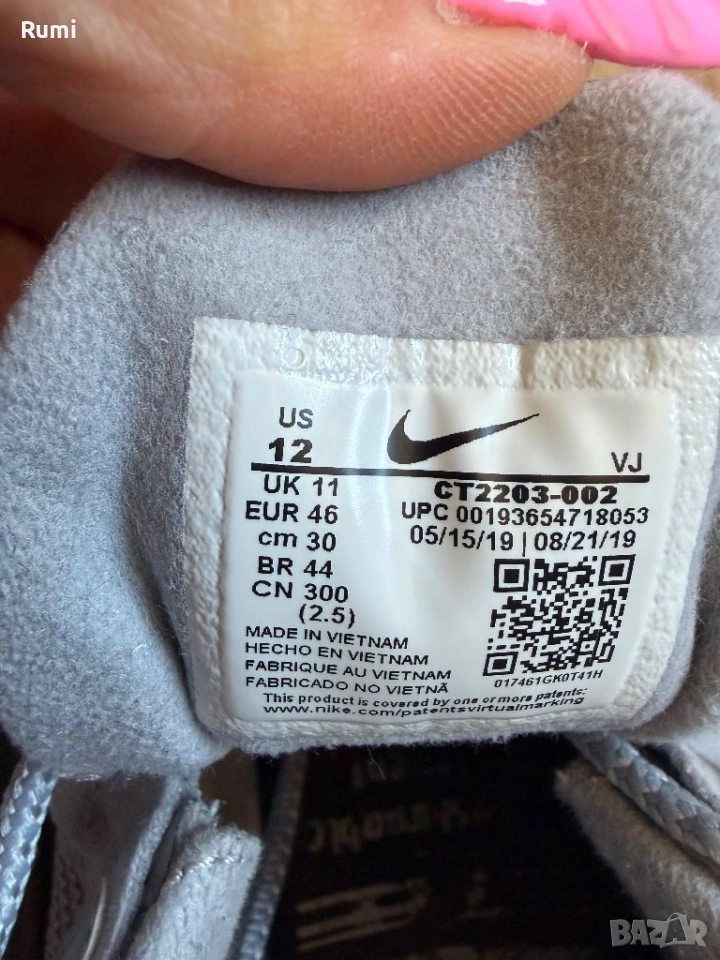 Rumi
US
12
VJ
UK 11
CT2203-002
EUR 46
UPC 00193654718053
cm 30
05/15/19 | 08/21/19
BR 44
CN 300
(2.5)
MADE IN VIETNAM
HECHO EN VIETNAM
FABRIQUE AU VIETNAM
FABRICADO NO VIETNÃ
017461GK0T41H
This product is covered by one or more patents:
www.nike.com/patentsvirtualmarking
BAZAR